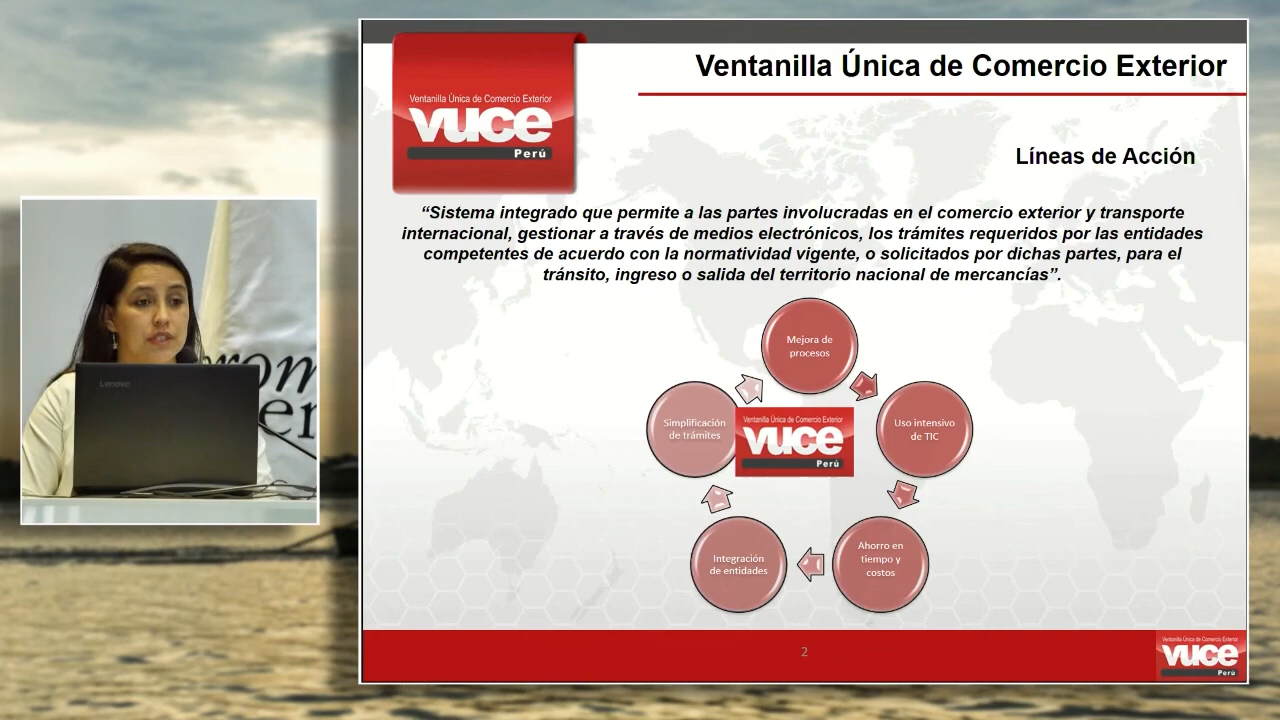 Ventanilla Única de Comercio Exterior
Ventanilla Única de Comercio Exterior
vuce
Perú
Líneas de Acción
“Sistema integrado que permite a las partes involucradas en el comercio exterior y transporte
internacional, gestionar a través de medios electrónicos, los trámites requeridos por las entidades
competentes de acuerdo con la normatividad vigente, o solicitados por dichas partes, para el
tránsito, ingreso o salida del territorio nacional de mercancías”.
Mejora de
procesos
Uso intensivo
de TIC
Ahorro en
tiempo y
costos
Integración
de entidades
Simplificación
de trámites
Ventanilla Única de Comercio Exterior
vuce
Perú
Lenovo
2
Ventanilla Única de Comercio Exterior
vuce
Perú